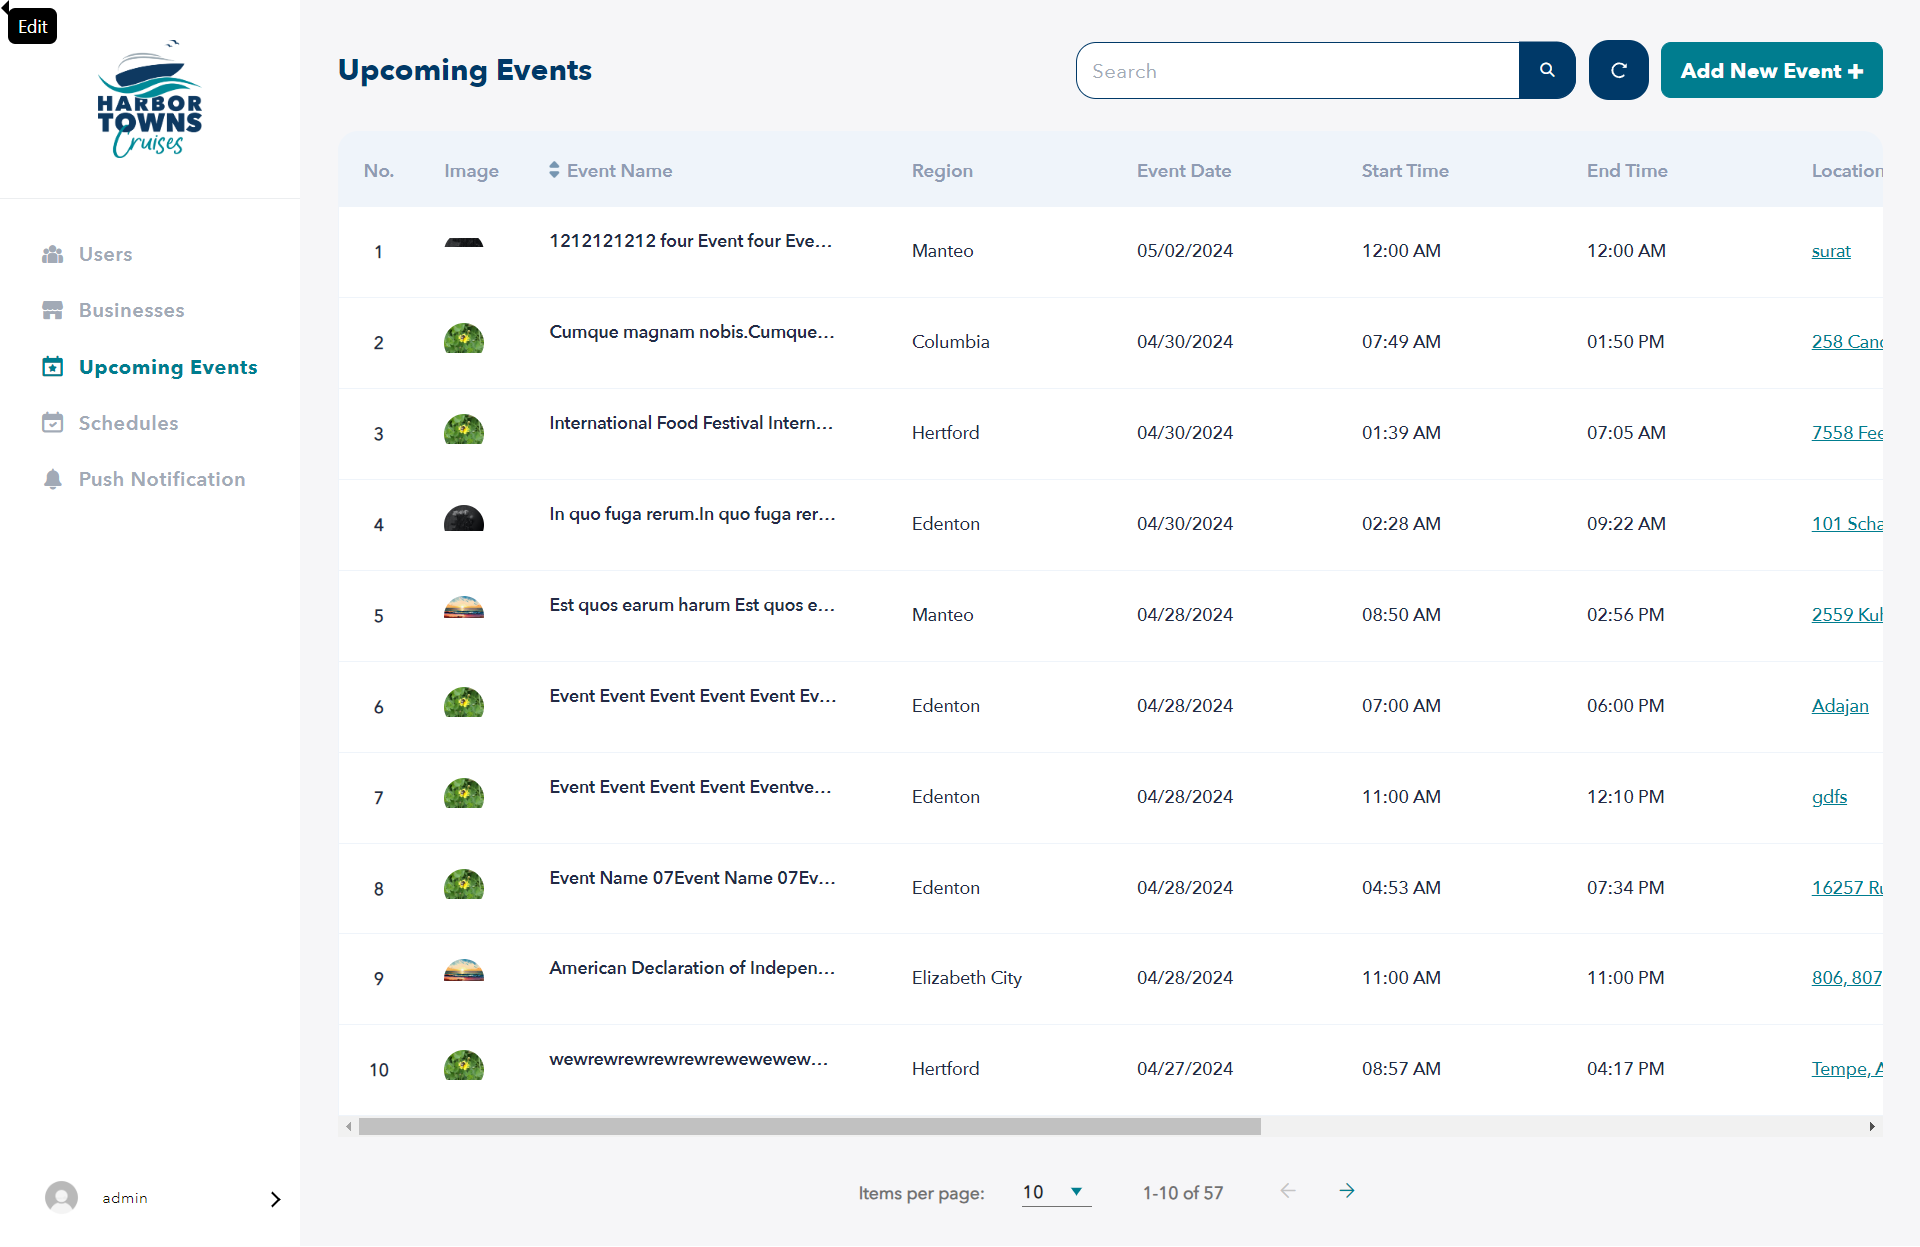 Edit
HARBOR
TOWNS
Cruises
Users
Businesses
Upcoming Events
Schedules
Push Notification
admin
Upcoming Events
Search
Add New Event
No. Image Event Name Region Event Date Start Time End Time Location
1 1212121212 four Event four Eve... Manteo 05/02/2024 12:00 AM 12:00 AM surat
2 Cumque magnam nobis.Cumque... Columbia 04/30/2024 07:49 AM 01:50 PM 258 Canc
3 International Food Festival Intern... Hertford 04/30/2024 01:39 AM 07:05 AM 7558 Fee
4 In quo fuga rerum.In quo fuga rer... Edenton 04/30/2024 02:28 AM 09:22 AM 101 Scha
5 Est quos earum harum Est quos e... Manteo 04/28/2024 08:50 AM 02:56 PM 2559 Kuh
6 Event Event Event Event Event Ev... Edenton 04/28/2024 07:00 AM 06:00 PM Adajan
7 Event Event Event Event Eventve... Edenton 04/28/2024 11:00 AM 12:10 PM gdfs
8 Event Name 07Event Name 07Ev... Edenton 04/28/2024 04:53 AM 07:34 PM 16257 Ru
9 American Declaration of Indepen... Elizabeth City 04/28/2024 11:00 AM 11:00 PM 806, 807,
10 wewrewrewrewrewrewewewew... Hertford 04/27/2024 08:57 AM 04:17 PM Tempe, A
Items per page: 10 1-10 of 57